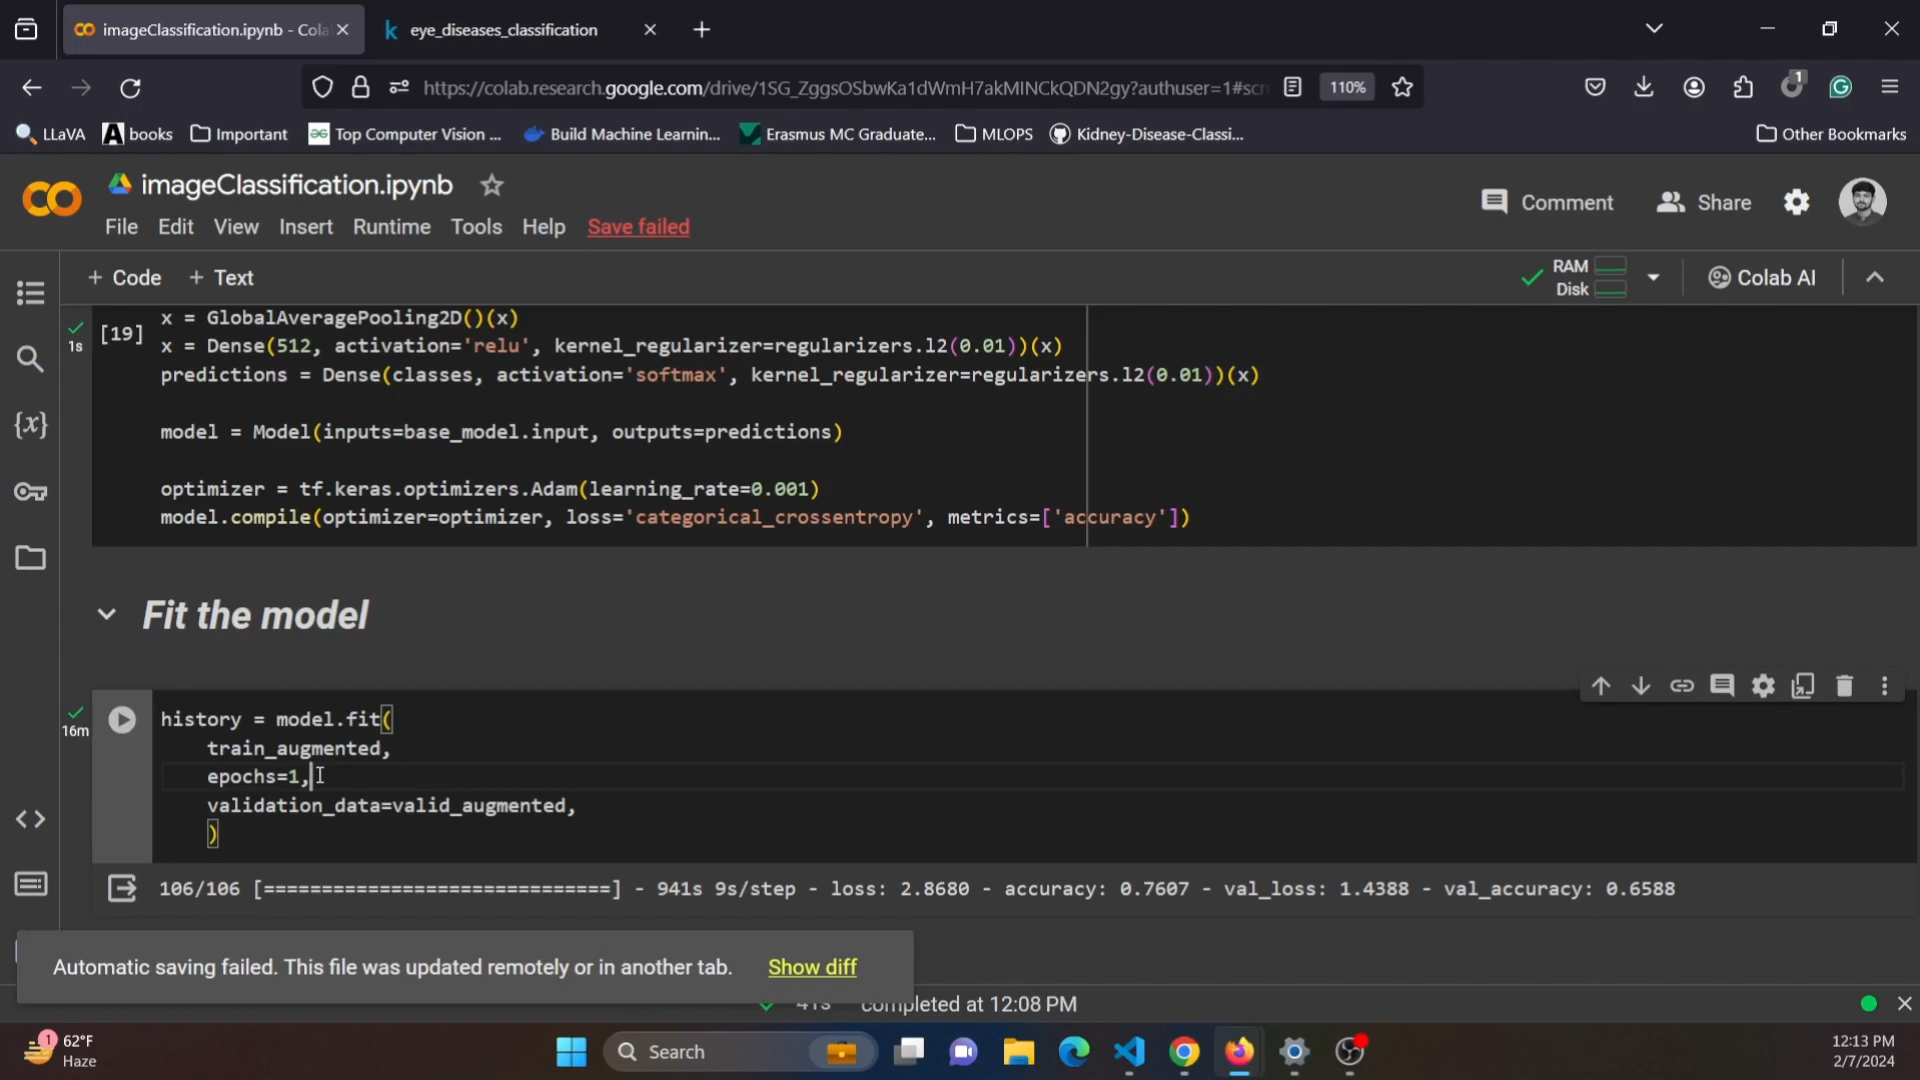 imageClassification.ipynb - Cola
eye_diseases_classification
https://colab.research.google.com/drive/1SG_ZggsOSbwKa1dWmH7akMINCkQDN2gy?authuser=1#scro
110%
1
LLaVA
books
Important
Top Computer Vision ...
Build Machine Learnin...
Erasmus MC Graduate...
MLOPS
Kidney-Disease-Classi...
Other Bookmarks
imageClassification.ipynb
Comment
Share
File Edit View Insert Runtime Tools Help Save failed
+ Code + Text
RAM
Disk
Colab AI
1s
[19]
x = GlobalAveragePooling2D()(x)
x = Dense(512, activation='relu', kernel_regularizer=regularizers.l2(0.01))(x)
predictions = Dense(classes, activation='softmax', kernel_regularizer=regularizers.l2(0.01))(x)
model = Model(inputs=base_model.input, outputs=predictions)
optimizer = tf.keras.optimizers.Adam(learning_rate=0.001)
model.compile(optimizer=optimizer, loss='categorical_crossentropy', metrics=['accuracy'])
Fit the model
16m
history = model.fit(
train_augmented,
epochs=1,
validation_data=valid_augmented,
)
106/106 [==============================] - 941s 9s/step - loss: 2.8680 - accuracy: 0.7607 - val_loss: 1.4388 - val_accuracy: 0.6588
Automatic saving failed. This file was updated remotely or in another tab. Show diff
41s completed at 12:08 PM
1
62°F
Haze
Search
12:13 PM
2/7/2024